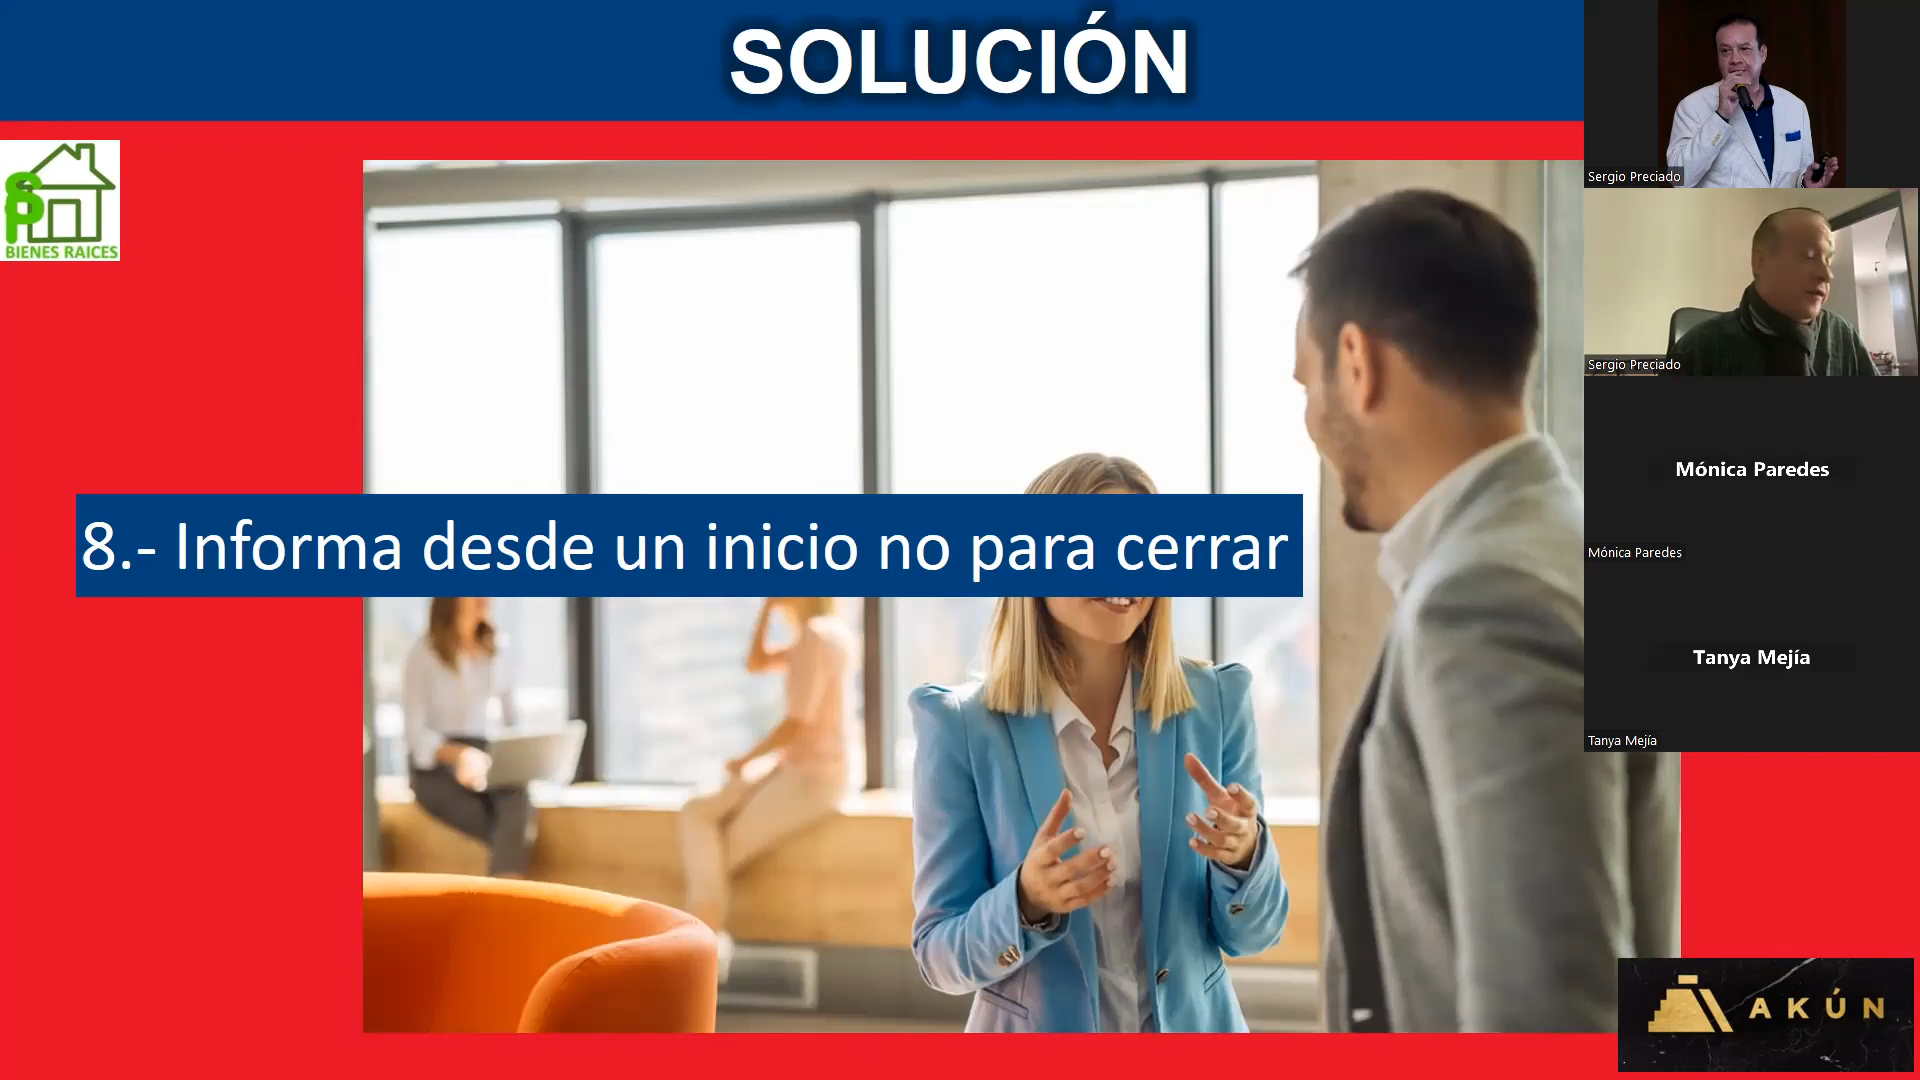 SOLUCIÓN
SP
BIENES RAICES
8.- Informa desde un inicio no para cerrar
Sergio Preciado
Sergio Preciado
Mónica Paredes
Mónica Paredes
Tanya Mejía
Tanya Mejía
AKÚN